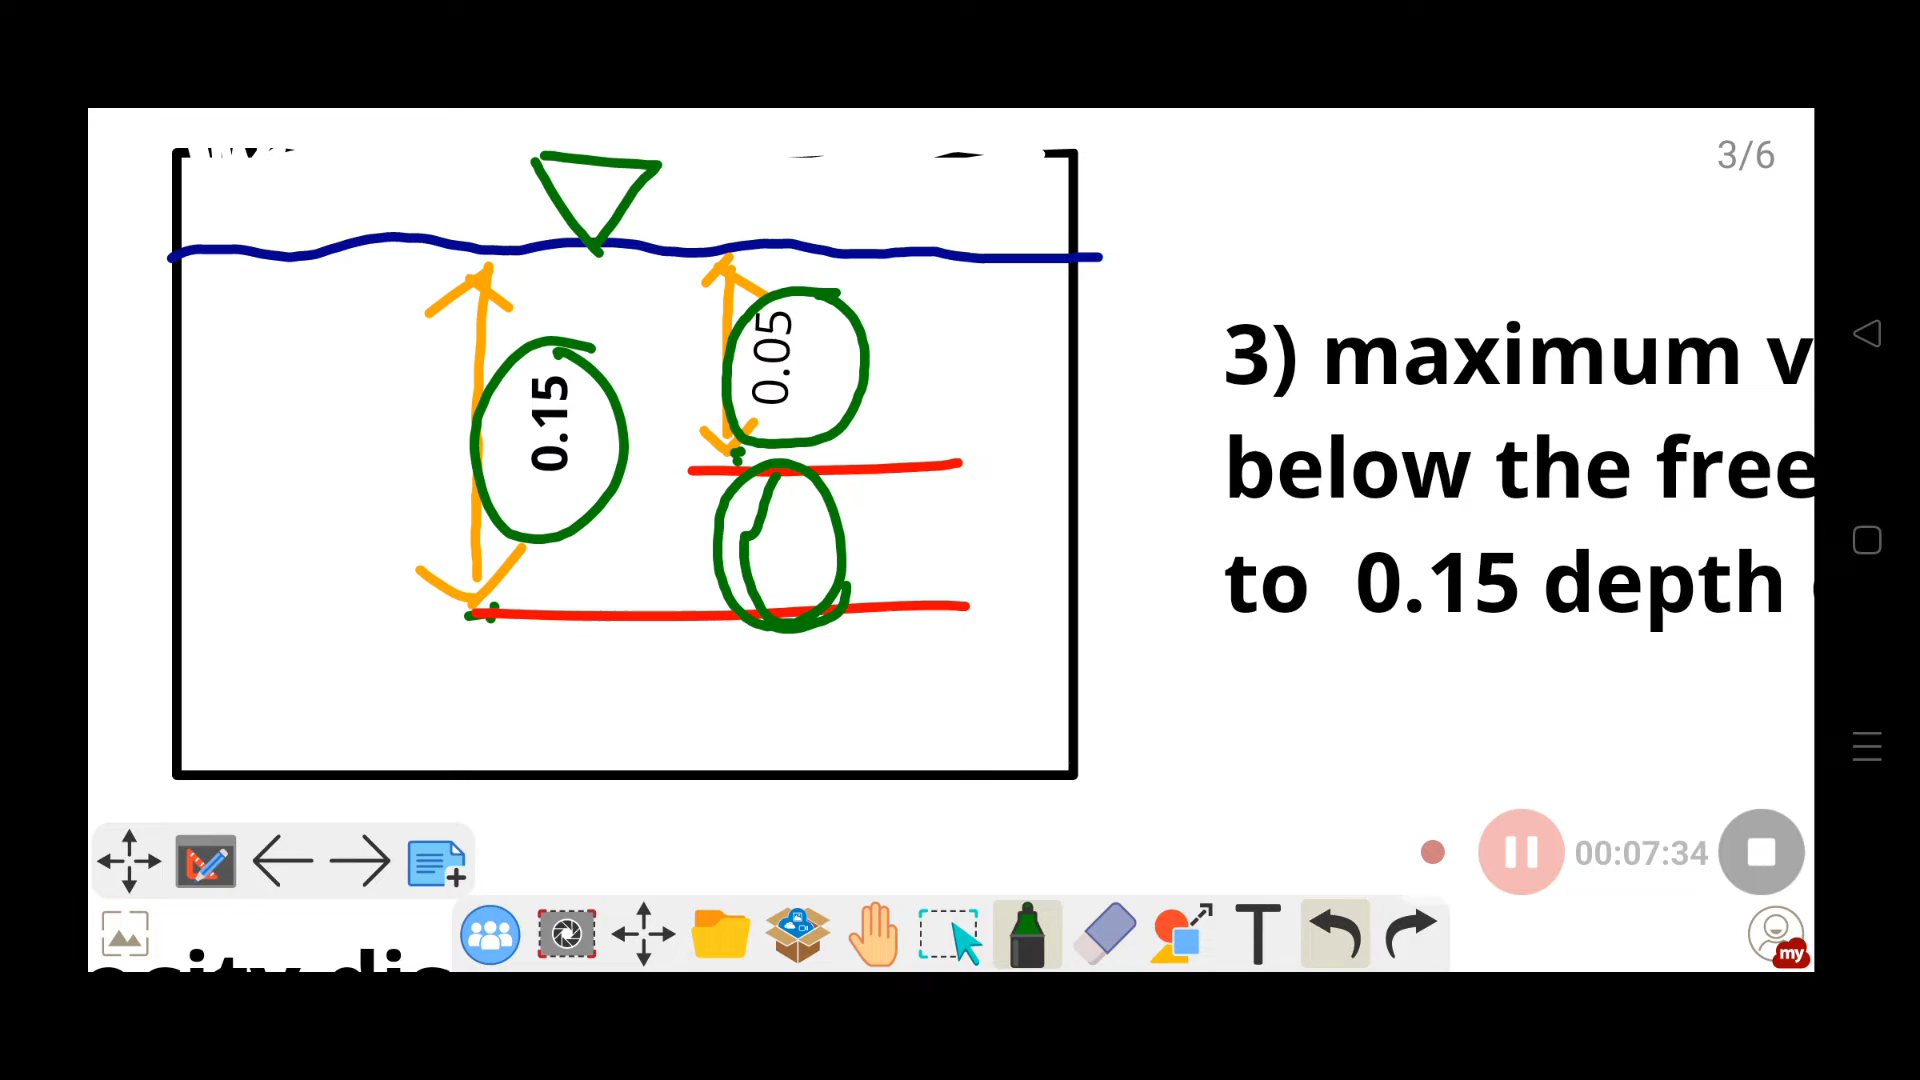 3/6
0.15
0.05
3) maximum v
below the free
to 0.15 depth
00:07:34
T
my